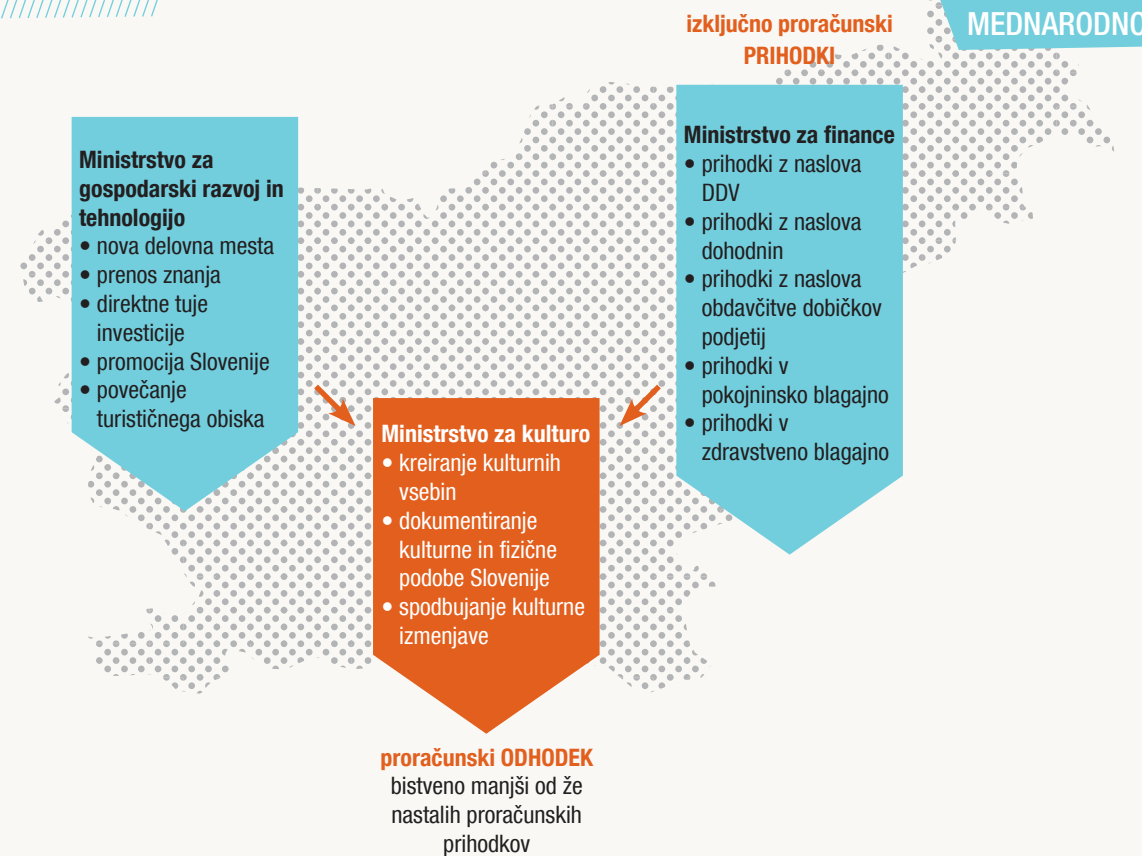 izključno proračunski
PRIHODKI
MEDNARODNO
Ministrstvo za
gospodarski razvoj in
tehnologijo
• nova delovna mesta
• prenos znanja
• direktne tuje
investicije
• promocija Slovenije
• povečanje
turističnega obiska
Ministrstvo za finance
• prihodki z naslova
DDV
• prihodki z naslova
dohodnin
• prihodki z naslova
obdavčitve dobičkov
podjetij
• prihodki v
pokojninsko blagajno
• prihodki v
zdravstveno blagajno
Ministrstvo za kulturo
• kreiranje kulturnih
vsebin
• dokumentiranje
kulturne in fizične
podobe Slovenije
• spodbujanje kulturne
izmenjave
proračunski ODHODEK
bistveno manjši od že
nastalih proračunskih
prihodkov